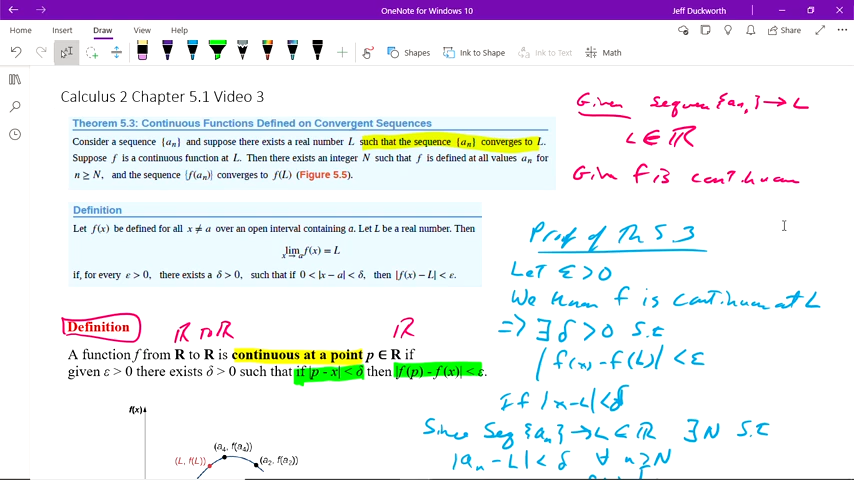 OneNote for Windows 10
Jeff Duckworth
Home Insert Draw View Help
Share
Shapes Ink to Shape Ink to Text Math
Calculus 2 Chapter 5.1 Video 3
Theorem 5.3: Continuous Functions Defined on Convergent Sequences
Consider a sequence {aₙ} and suppose there exists a real number L such that the sequence {aₙ} converges to L.
Suppose f is a continuous function at L. Then there exists an integer N such that f is defined at all values aₙ for
n ≥ N, and the sequence {f(aₙ)} converges to f(L) (Figure 5.5).
Definition
Let f(x) be defined for all x ≠ a over an open interval containing a. Let L be a real number. Then
lim f(x) = L
x → a
if, for every ε > 0, there exists a δ > 0, such that if 0 < |x − a| < δ, then |f(x) − L| < ε.
Definition
ℝ to ℝ
ℝ
A function f from R to R is continuous at a point p ∈ R if
given ε > 0 there exists δ > 0 such that if |p - x| < δ then |f(p) - f(x)| < ε.
f(x)
(a₄, f(a₄))
(L, f(L))
(a₂, f(a₂))
Given sequen {aₙ} → L
L ∈ ℝ
Given f is continuous
Proof of Th 5.3
Let ε > 0
We know f is continuous at L
=> ∃ δ > 0 s.t
|f(x) - f(L)| < ε
If |x - L| < δ
Since Seq {aₙ} → L ∈ ℝ ∃ N s.t
|aₙ - L| < δ ∀ n ≥ N